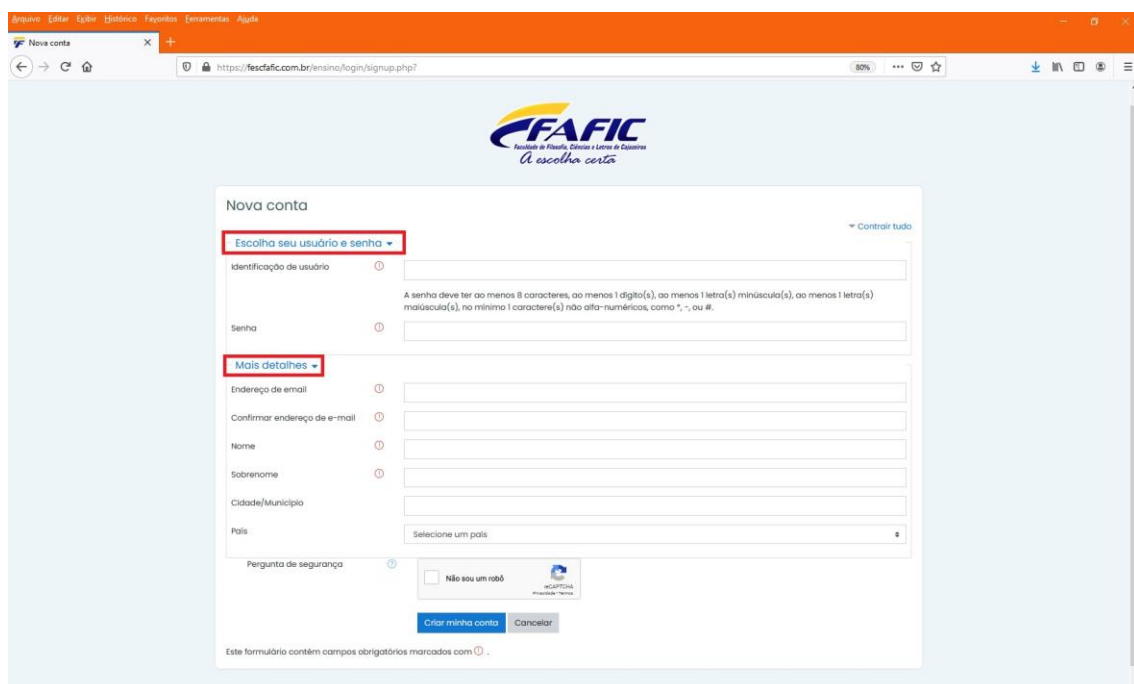 Arquivo Editar Exibir Histórico Favoritos Ferramentas Ajuda
Nova conta
https://fescfafic.com.br/ensino/login/signup.php?
80%
FAFIC
Faculdade de Filosofia, Ciências e Letras de Cajazeiras
A escolha certa
Nova conta
Contrair tudo
Escolha seu usuário e senha
Identificação de usuário
A senha deve ter ao menos 8 caracteres, ao menos 1 dígito(s), ao menos 1 letra(s) minúscula(s), ao menos 1 letra(s)
maiúscula(s), no mínimo 1 caractere(s) não alfa-numéricos, como *, -, ou #.
Senha
Mais detalhes
Endereço de email
Confirmar endereço de e-mail
Nome
Sobrenome
Cidade/Município
País
Selecione um país
Pergunta de segurança
Não sou um robô
reCAPTCHA
Privacidade - Termos
Criar minha conta
Cancelar
Este formulário contém campos obrigatórios marcados com .